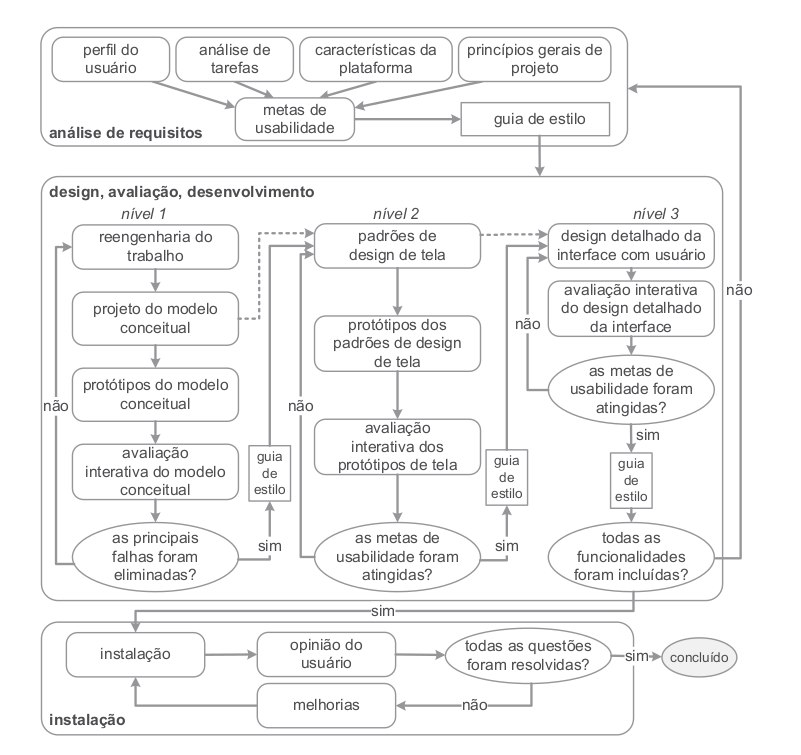 perfil do
usuário
análise de
tarefas
características da
plataforma
princípios gerais de
projeto
metas de
usabilidade
guia de estilo
análise de requisitos
design, avaliação, desenvolvimento
nível 1
reengenharia do
trabalho
projeto do modelo
conceitual
protótipos do modelo
conceitual
avaliação
interativa do modelo
conceitual
as principais
falhas foram
eliminadas?
não
sim
guia
de
estilo
nível 2
padrões de
design de tela
protótipos dos
padrões de design
de tela
avaliação
interativa dos
protótipos de tela
as metas de
usabilidade foram
atingidas?
não
sim
guia
de
estilo
nível 3
design detalhado da
interface com usuário
avaliação interativa
do design detalhado
da interface
as metas de
usabilidade foram
atingidas?
não
sim
guia
de
estilo
todas as
funcionalidades
foram incluídas?
não
sim
instalação
opinião do
usuário
todas as questões
foram resolvidas?
sim
concluído
não
melhorias
instalação